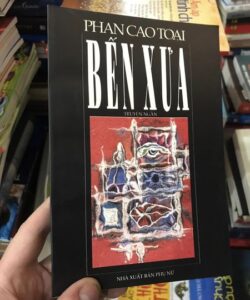 PHAN CAO TOẠI
BẾN XƯA
TRUYỆN NGẮN
NHÀ XUẤT BẢN PHỤ NỮ